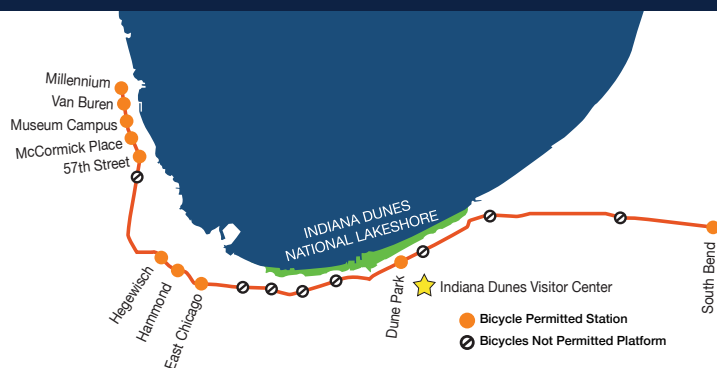 Millennium
Van Buren
Museum Campus
McCormick Place
57th Street
INDIANA DUNES
NATIONAL LAKESHORE
Hegewisch
Hammond
East Chicago
Dune Park
Indiana Dunes Visitor Center
South Bend
Bicycle Permitted Station
Bicycles Not Permitted Platform